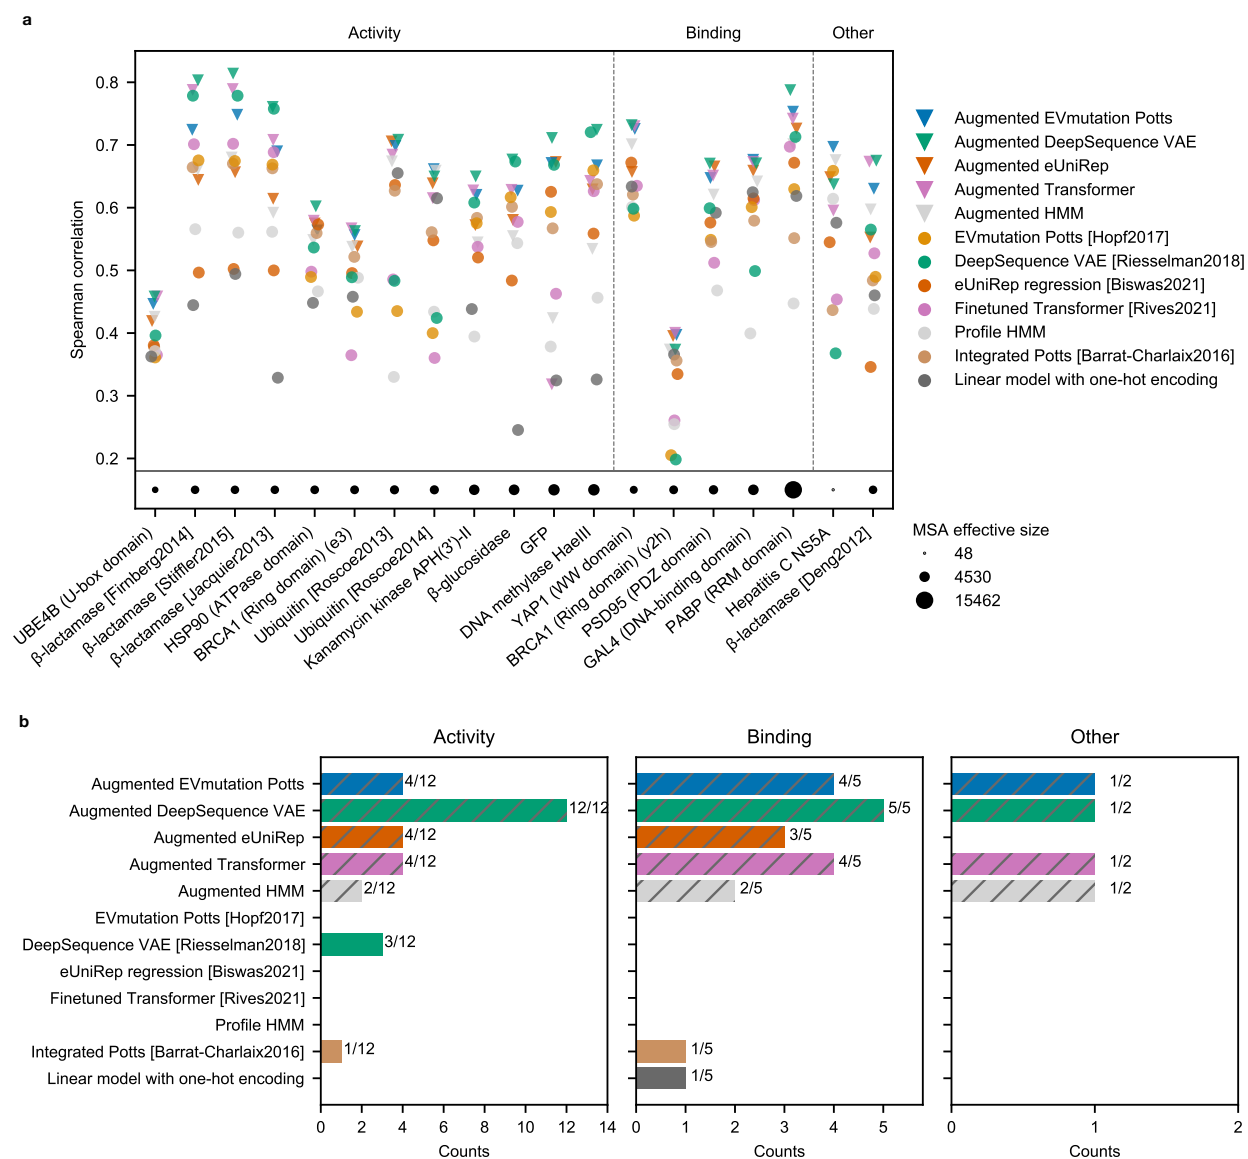 a
Activity
Binding
Other
0.8
0.7
0.6
0.5
0.4
0.3
0.2
Spearman correlation
UBE4B (U-box domain)
β-lactamase [Firnberg2014]
β-lactamase [Stiffler2015]
β-lactamase [Jacquier2013]
HSP90 (ATPase domain)
BRCA1 (Ring domain) (e3)
Ubiquitin [Roscoe2013]
Ubiquitin [Roscoe2014]
Kanamycin kinase APH(3')-II
β-glucosidase
GFP
DNA methylase HaeIII
YAP1 (WW domain)
BRCA1 (Ring domain) (y2h)
PSD95 (PDZ domain)
GAL4 (DNA-binding domain)
PABP (RRM domain)
Hepatitis C NS5A
β-lactamase [Deng2012]
Augmented EVmutation Potts
Augmented DeepSequence VAE
Augmented eUniRep
Augmented Transformer
Augmented HMM
EVmutation Potts [Hopf2017]
DeepSequence VAE [Riesselman2018]
eUniRep regression [Biswas2021]
Finetuned Transformer [Rives2021]
Profile HMM
Integrated Potts [Barrat-Charlaix2016]
Linear model with one-hot encoding
MSA effective size
48
4530
15462
b
Activity
Binding
Other
Augmented EVmutation Potts 4/12 4/5 1/2
Augmented DeepSequence VAE 12/12 5/5 1/2
Augmented eUniRep 4/12 3/5
Augmented Transformer 4/12 4/5 1/2
Augmented HMM 2/12 2/5 1/2
EVmutation Potts [Hopf2017]
DeepSequence VAE [Riesselman2018] 3/12
eUniRep regression [Biswas2021]
Finetuned Transformer [Rives2021]
Profile HMM
Integrated Potts [Barrat-Charlaix2016] 1/12 1/5
Linear model with one-hot encoding 1/5
0 2 4 6 8 10 12 14 0 1 2 3 4 5 0 1 2
Counts Counts Counts